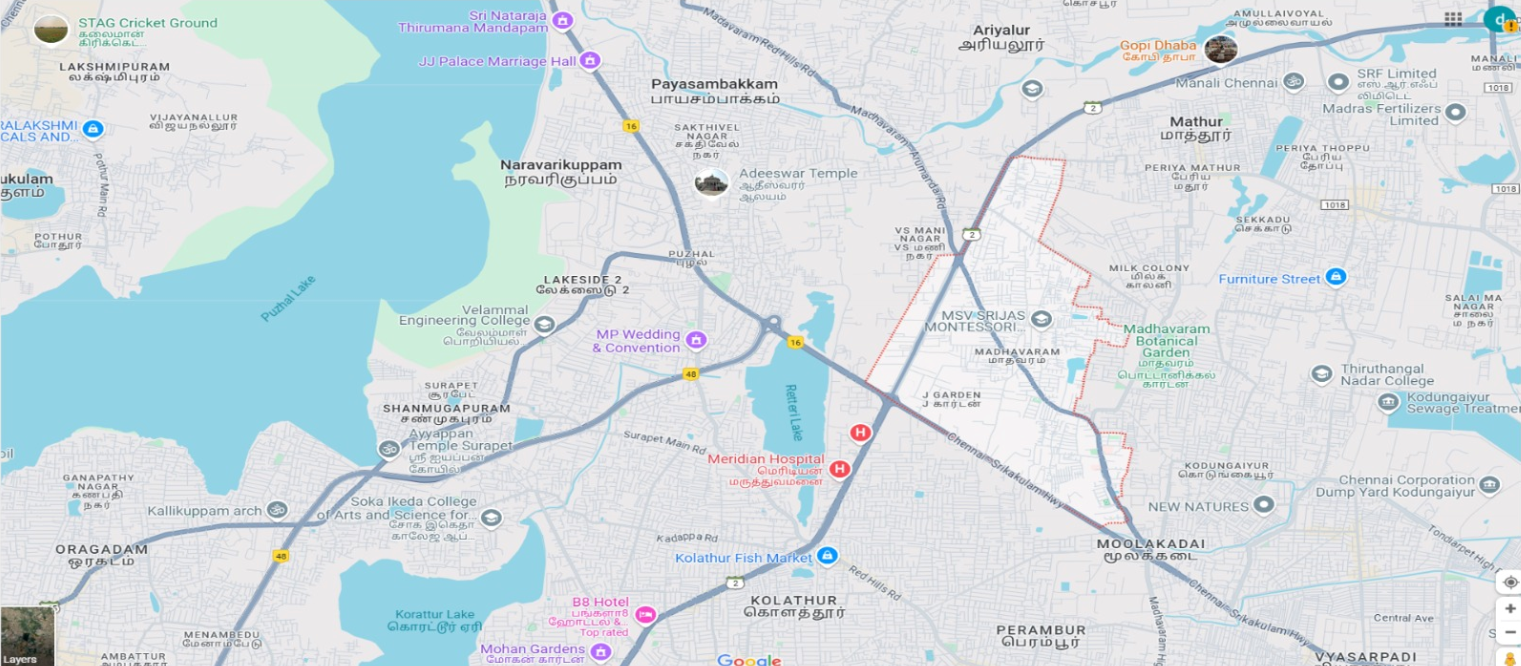 STAG Cricket Ground
கலைமான்
கிரிக்கெட்
LAKSHMIPURAM
லக்ஷ்மிபுரம்
VIJAYANALLUR
விஜயநல்லூர்
RALAKSHMI
CALS AND...
Pothur Main Rd
ukulam
குளம்
POTHUR
போதூர்
Sri Nataraja
Thirumana Mandapam
JJ Palace Marriage Hall
16
Madavaram Red Hills Rd
Payasambakkam
பாயசம்பாக்கம்
SAKTHIVEL
NAGAR
சக்திவேல்
நகர்
Naravarikuppam
நரவரிகுப்பம்
Adeeswar Temple
ஆதீஸ்வரர்
ஆலயம்
Madhavaram
Arumanda Rd
Ariyalur
அரியலூர்
AMULLAIVOYAL
அமுல்லைவாயல்
d
Gopi Dhaba
கோபி தாபா
MANALI
மணலி
Manali Chennai
SRF Limited
எஸ்.ஆர்.எஃப்
லிமிடெட்
1018
Madras Fertilizers
Limited
2
Mathur
மாத்தூர்
PERIYA THOPPU
பெரிய
தோப்பு
PERIYA MATHUR
பெரிய
மதூர்
1018
1018
SEKKADU
செக்காடு
VS MANI
NAGAR
VS மணி
நகர்
2
PUZHAL
புழல்
LAKESIDE 2
லேக்ஸைடு 2
Puzhal Lake
Velammal
Engineering College
வேலம்மாள்
பொறியியல்
MP Wedding
& Convention
16
48
MILK COLONY
மில்க்
காலனி
Furniture Street
SALAI MA
NAGAR
சாலை ம
நகர்
MSV SRIJAS
MONTESSORI...
MADHAVARAM
மாதவரம்
Madhavaram
Botanical
Garden
மாதவரம்
பொட்டானிக்கல்
கார்டன்
Thiruthangal
Nadar College
Kodungaiyur
Sewage Treatmen
J GARDEN
J கார்டன்
Retteri Lake
SURAPET
சூரபேட்
SHANMUGAPURAM
சண்முகபுரம்
Ayyappan
Temple Surapet
ஸ்ரீ ஐயப்பன்
கோயில்
Surapet Main Rd
H
Meridian Hospital
மெரிடியன்
மருத்துவமனை
H
Chennai Srikakulam Hwy
KODUNGAIYUR
கொடுங்கையூர்
Chennai Corporation
Dump Yard Kodungaiyur
NEW NATURES
GANAPATHY
NAGAR
கணபதி
நகர்
Kallikuppam arch
Soka Ikeda College
of Arts and Science for...
சோகா இகெதா
காலேஜ் ஆப்...
ORAGADAM
ஒரகடம்
48
Kadappa Rd
Kolathur Fish Market
Red Hills Rd
2
MOOLAKADAI
மூலக்கடை
Tondiarpet High
KOLATHUR
கொளத்தூர்
B8 Hotel
Top rated
Korattur Lake
கொரட்டூர் ஏரி
MENAMBEDU
மேனாம்பேடு
AMBATTUR
Mohan Gardens
மோகன் கார்டன்
PERAMBUR
பெரம்பூர்
Chennai Srikakulam Hwy
Central Ave
VYASARPADI
Layers
Google